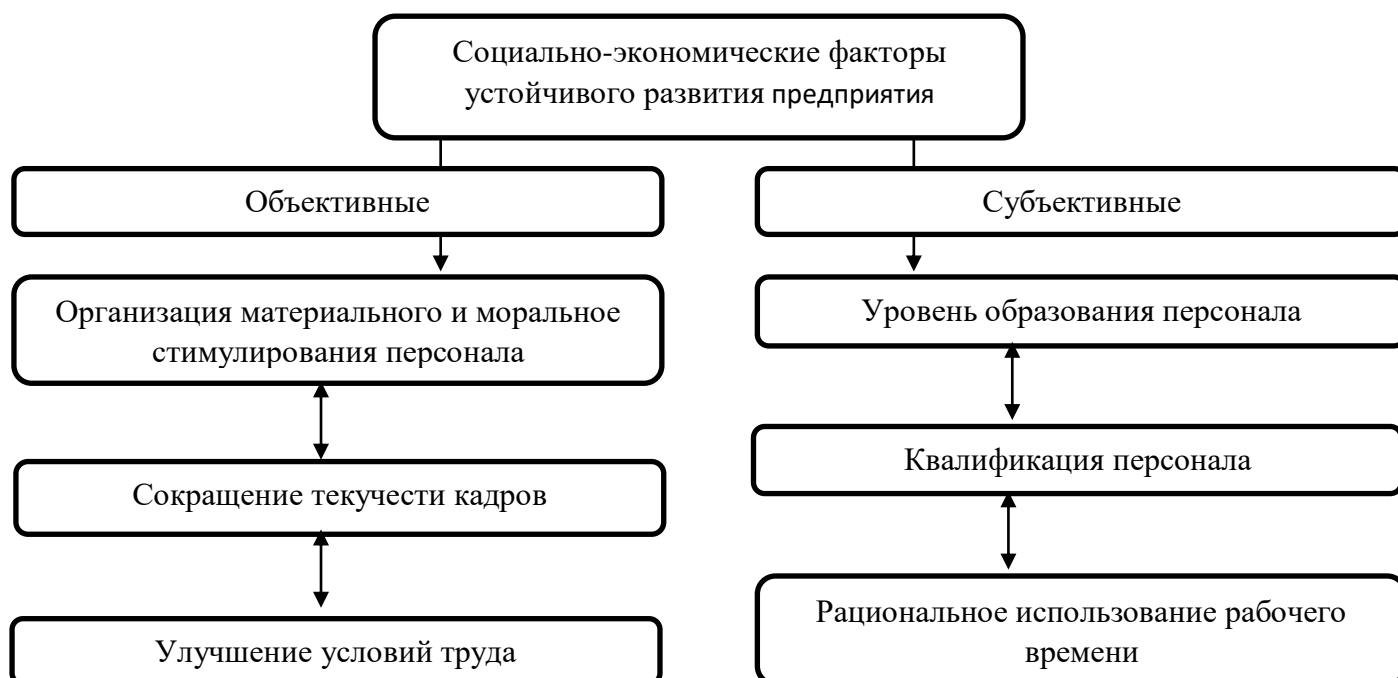 Социально-экономические факторы
устойчивого развития предприятия
Объективные
Субъективные
Организация материального и моральное
стимулирования персонала
Уровень образования персонала
Сокращение текучести кадров
Квалификация персонала
Улучшение условий труда
Рациональное использование рабочего
времени